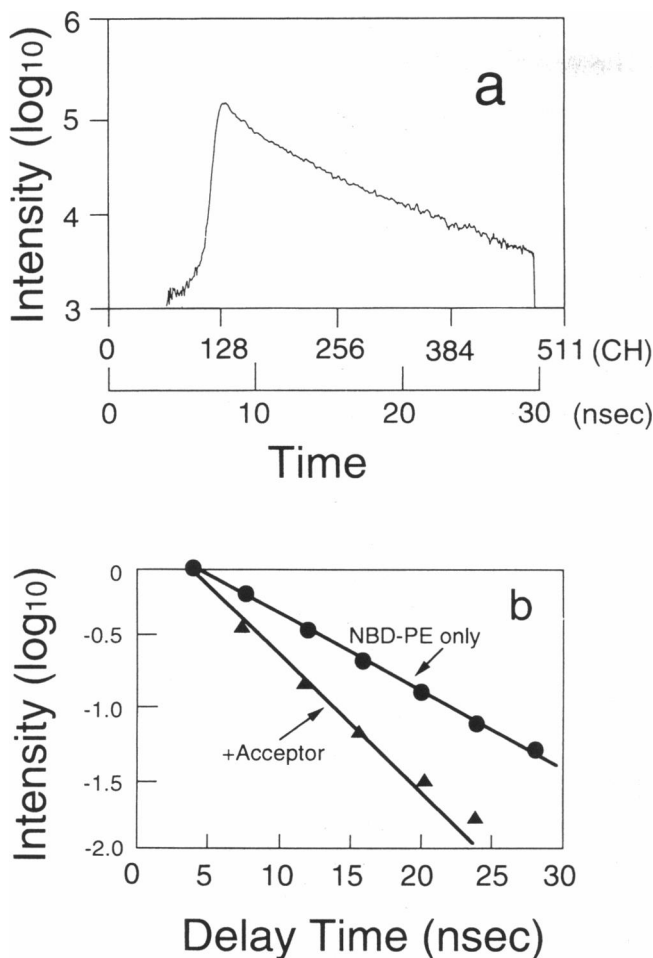 6
a
5
Intensity (log10)
4
3
0 128 256 384 511 (CH)
0 10 20 30 (nsec)
Time
0
b
NBD-PE only
-0.5
Intensity (log10)
-1.0
+Acceptor
-1.5
-2.0
0 5 10 15 20 25 30
Delay Time (nsec)